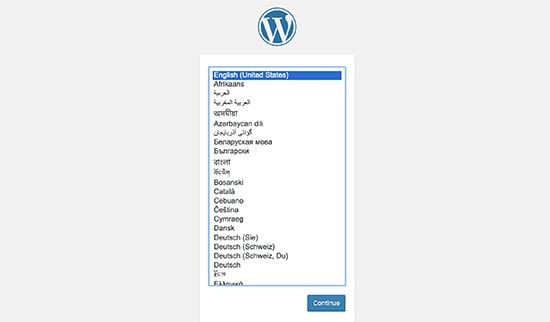 English (United States)
Afrikaans
العربية
العربية المغربية
অসমীয়া
Azərbaycan dili
گؤنئی آذربایجان
Беларуская мова
Български
বাংলা
བོད་ཡིག
Bosanski
Català
Cebuano
Čeština
Cymraeg
Dansk
Deutsch (Sie)
Deutsch (Schweiz)
Deutsch (Schweiz, Du)
Deutsch
Ελληνικά
Continue